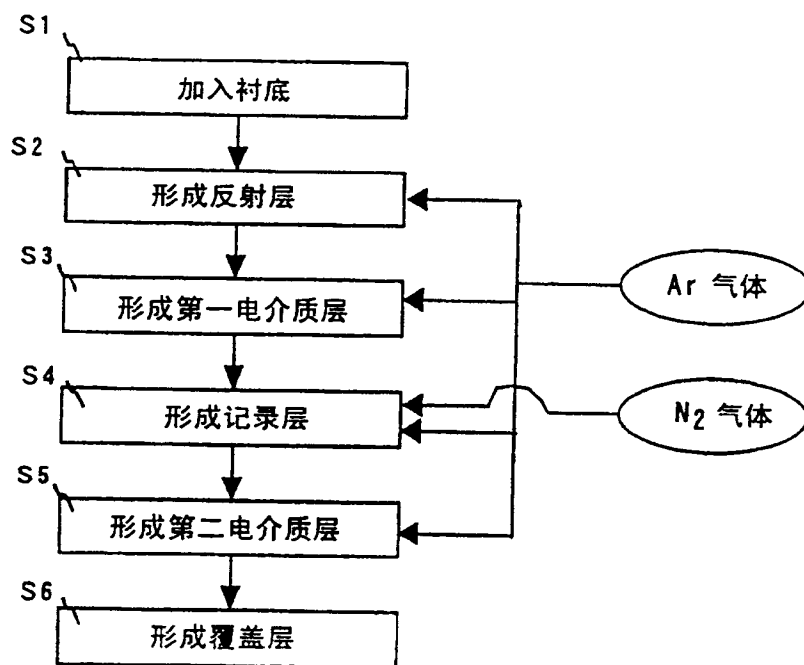 S1
加入衬底
S2
形成反射层
S3
形成第一电介质层
Ar 气体
S4
形成记录层
N₂ 气体
S5
形成第二电介质层
S6
形成覆盖层